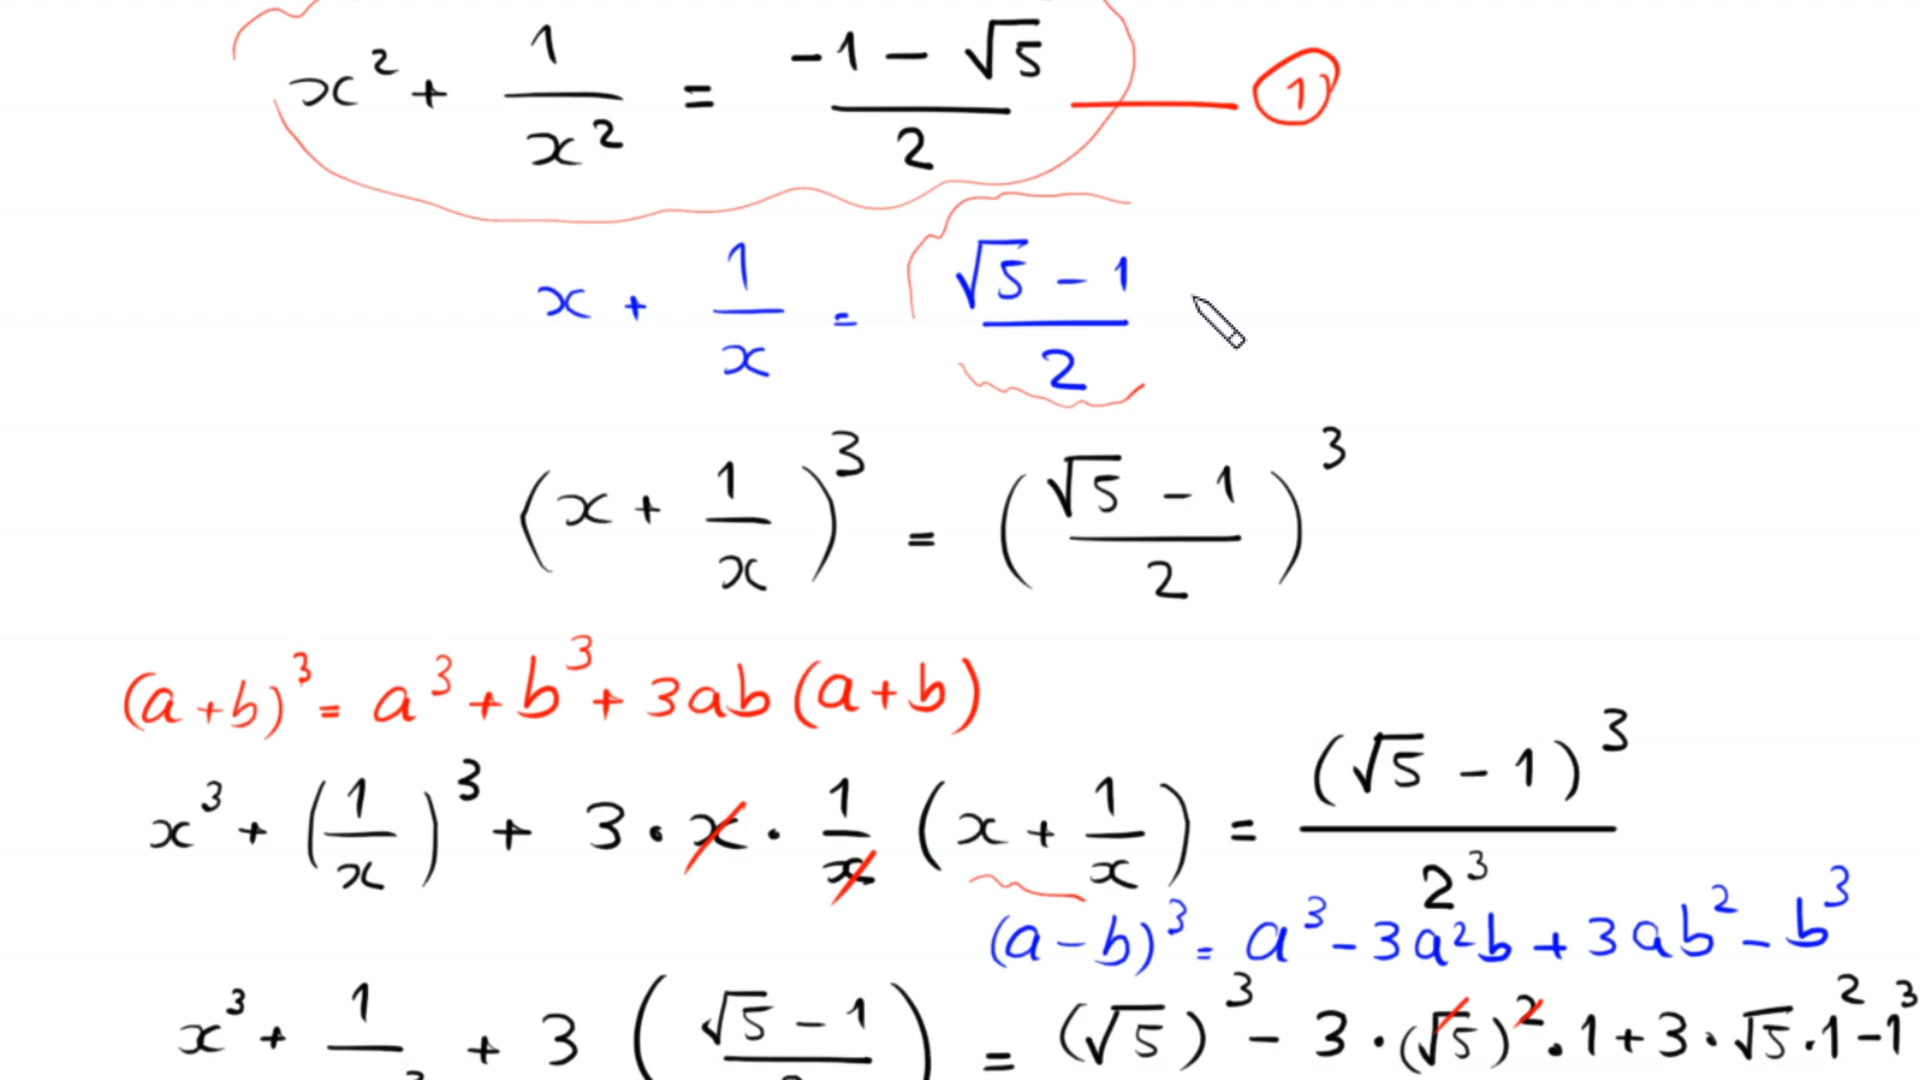 x² + 1/x² = (-1 - √5)/2 ——— ①
x + 1/x = (√5 - 1)/2
(x + 1/x)³ = ((√5 - 1)/2)³
(a+b)³ = a³ + b³ + 3ab(a+b)
x³ + (1/x)³ + 3 · x · 1/x (x + 1/x) = (√5 - 1)³/2³
(a-b)³ = a³ - 3a²b + 3ab² - b³
x³ + 1/ ³ + 3 ((√5 - 1)/ ) = (√5)³ - 3 · (√5)² · 1 + 3 · √5 · 1² - 1³